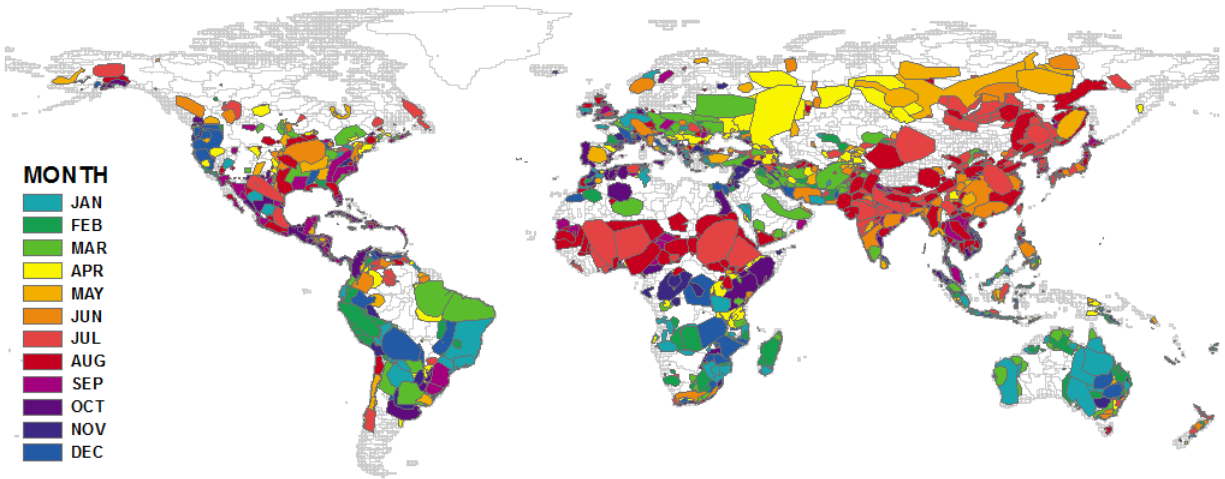 MONTH
JAN
FEB
MAR
APR
MAY
JUN
JUL
AUG
SEP
OCT
NOV
DEC